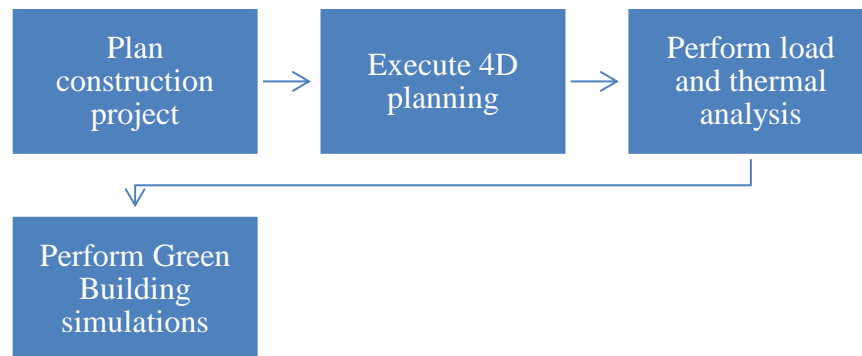 Plan
construction
project
Execute 4D
planning
Perform load
and thermal
analysis
Perform Green
Building
simulations